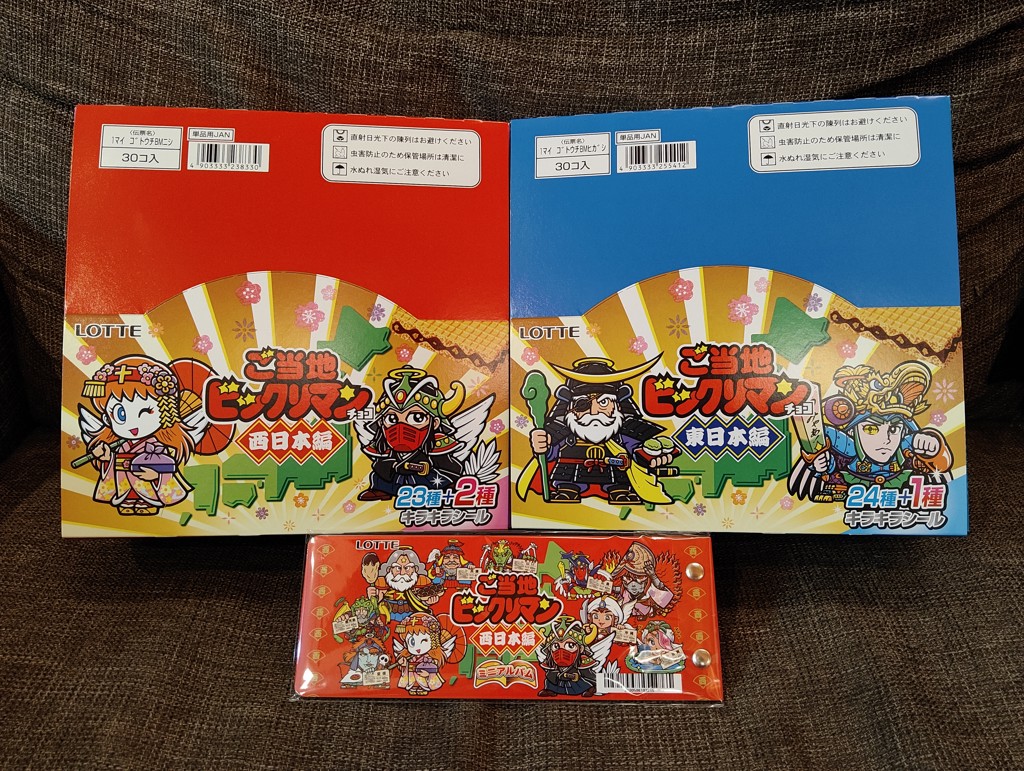 (伝票名)
1マイ ゴトウチBMニシ
30コ入
単品用JAN
4 903333 238330
直射日光下の陳列はお避けください
虫害防止のため保管場所は清潔に
水ぬれ湿気にご注意ください
LOTTE
ご当地
ビックリマン
チョコ
西日本編
23種+2種
キラキラシール
(伝票名)
1マイ ゴトウチBMヒガシ
30コ入
単品用JAN
4 903333 255412
直射日光下の陳列はお避けください
虫害防止のため保管場所は清潔に
水ぬれ湿気にご注意ください
LOTTE
ご当地
ビックリマン
チョコ
東日本編
24種+1種
キラキラシール
LOTTE
ご当地
ビックリマン
西日本編
ミニアルバム